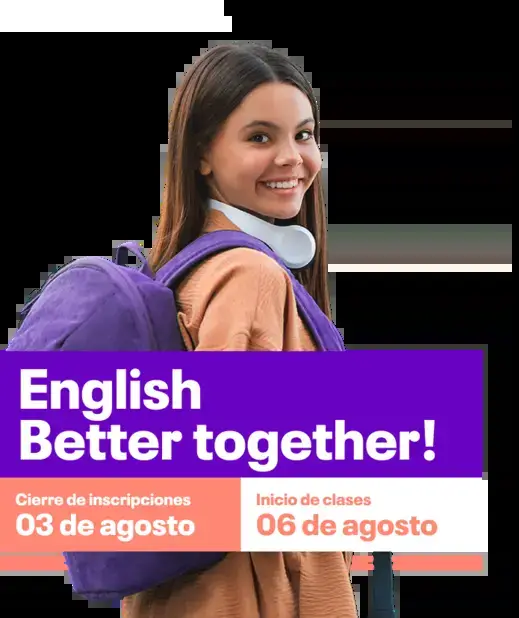 English
Better together!
Cierre de inscripciones
03 de agosto
Inicio de clases
06 de agosto